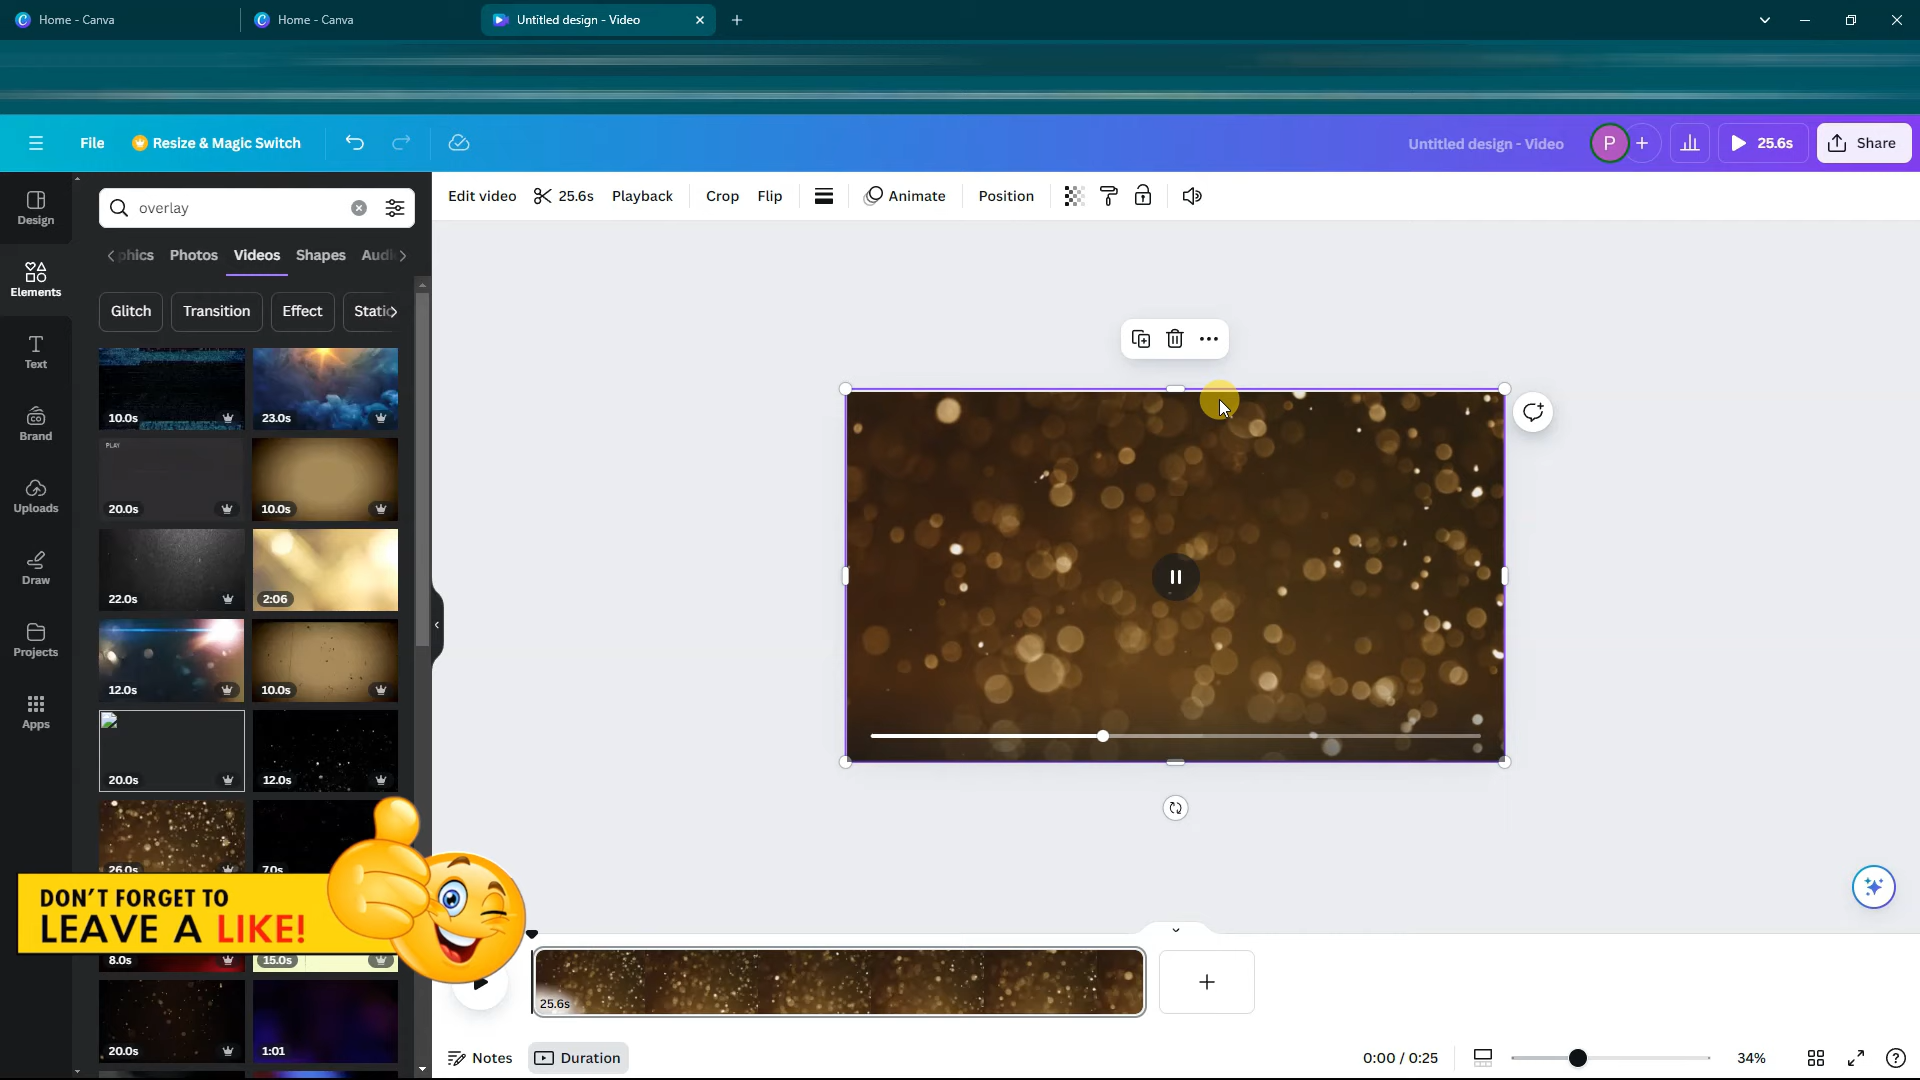 Home - Canva
Home - Canva
Untitled design - Video
File
Resize & Magic Switch
Untitled design - Video
P
25.6s
Share
Design
Elements
Text
Brand
Uploads
Draw
Projects
Apps
overlay
phics
Photos
Videos
Shapes
Audi
Glitch
Transition
Effect
Static
10.0s
23.0s
PLAY
20.0s
10.0s
22.0s
2:06
12.0s
10.0s
20.0s
12.0s
26.0s
7.0s
8.0s
15.0s
20.0s
1:01
DON'T FORGET TO
LEAVE A LIKE!
Edit video
25.6s
Playback
Crop
Flip
Animate
Position
25.6s
Notes
Duration
0:00 / 0:25
34%